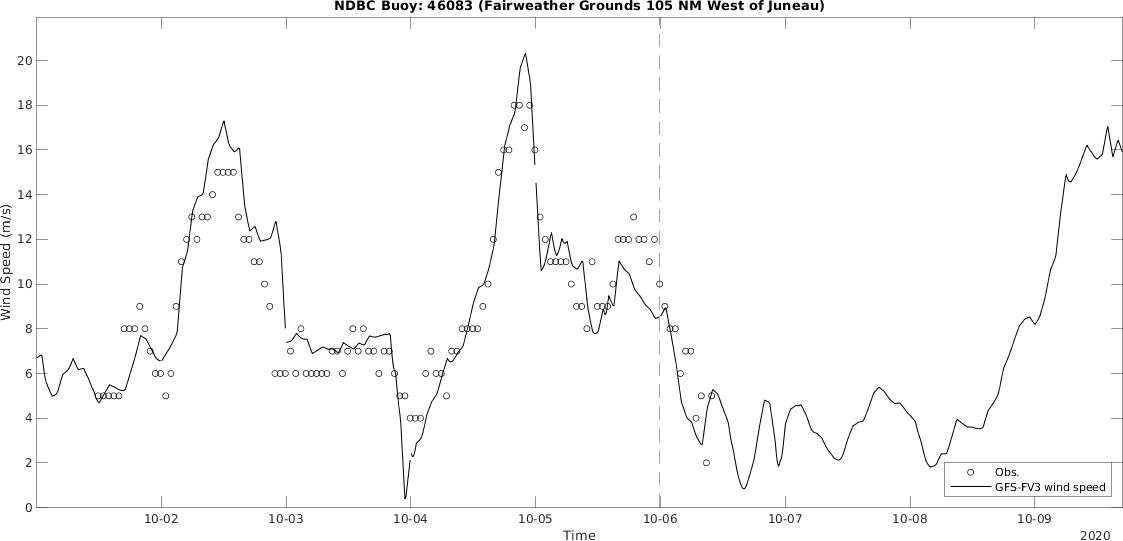 NDBC Buoy: 46083 (Fairweather Grounds 105 NM West of Juneau)
20
18
16
14
12
10
8
6
4
2
0
Wind Speed (m/s)
Obs.
GFS-FV3 wind speed
10-02 10-03 10-04 10-05 10-06 10-07 10-08 10-09
Time
2020